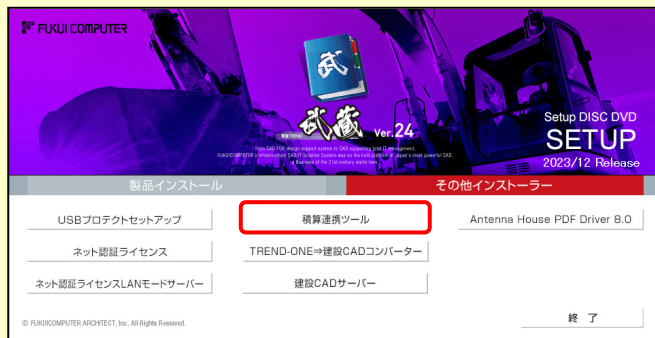 FUKUI COMPUTER
武
EXTREND 武蔵 Ver.24
Setup DISC DVD
SETUP
2023/12 Release
製品インストール
その他インストーラー
USBプロテクトセットアップ
積算連携ツール
Antenna House PDF Driver 8.0
ネット認証ライセンス
TREND-ONE⇒建設CADコンバーター
ネット認証ライセンスLANモードサーバー
建設CADサーバー
© FUKUICOMPUTER ARCHITECT, Inc. All Rights Reserved.
終 了